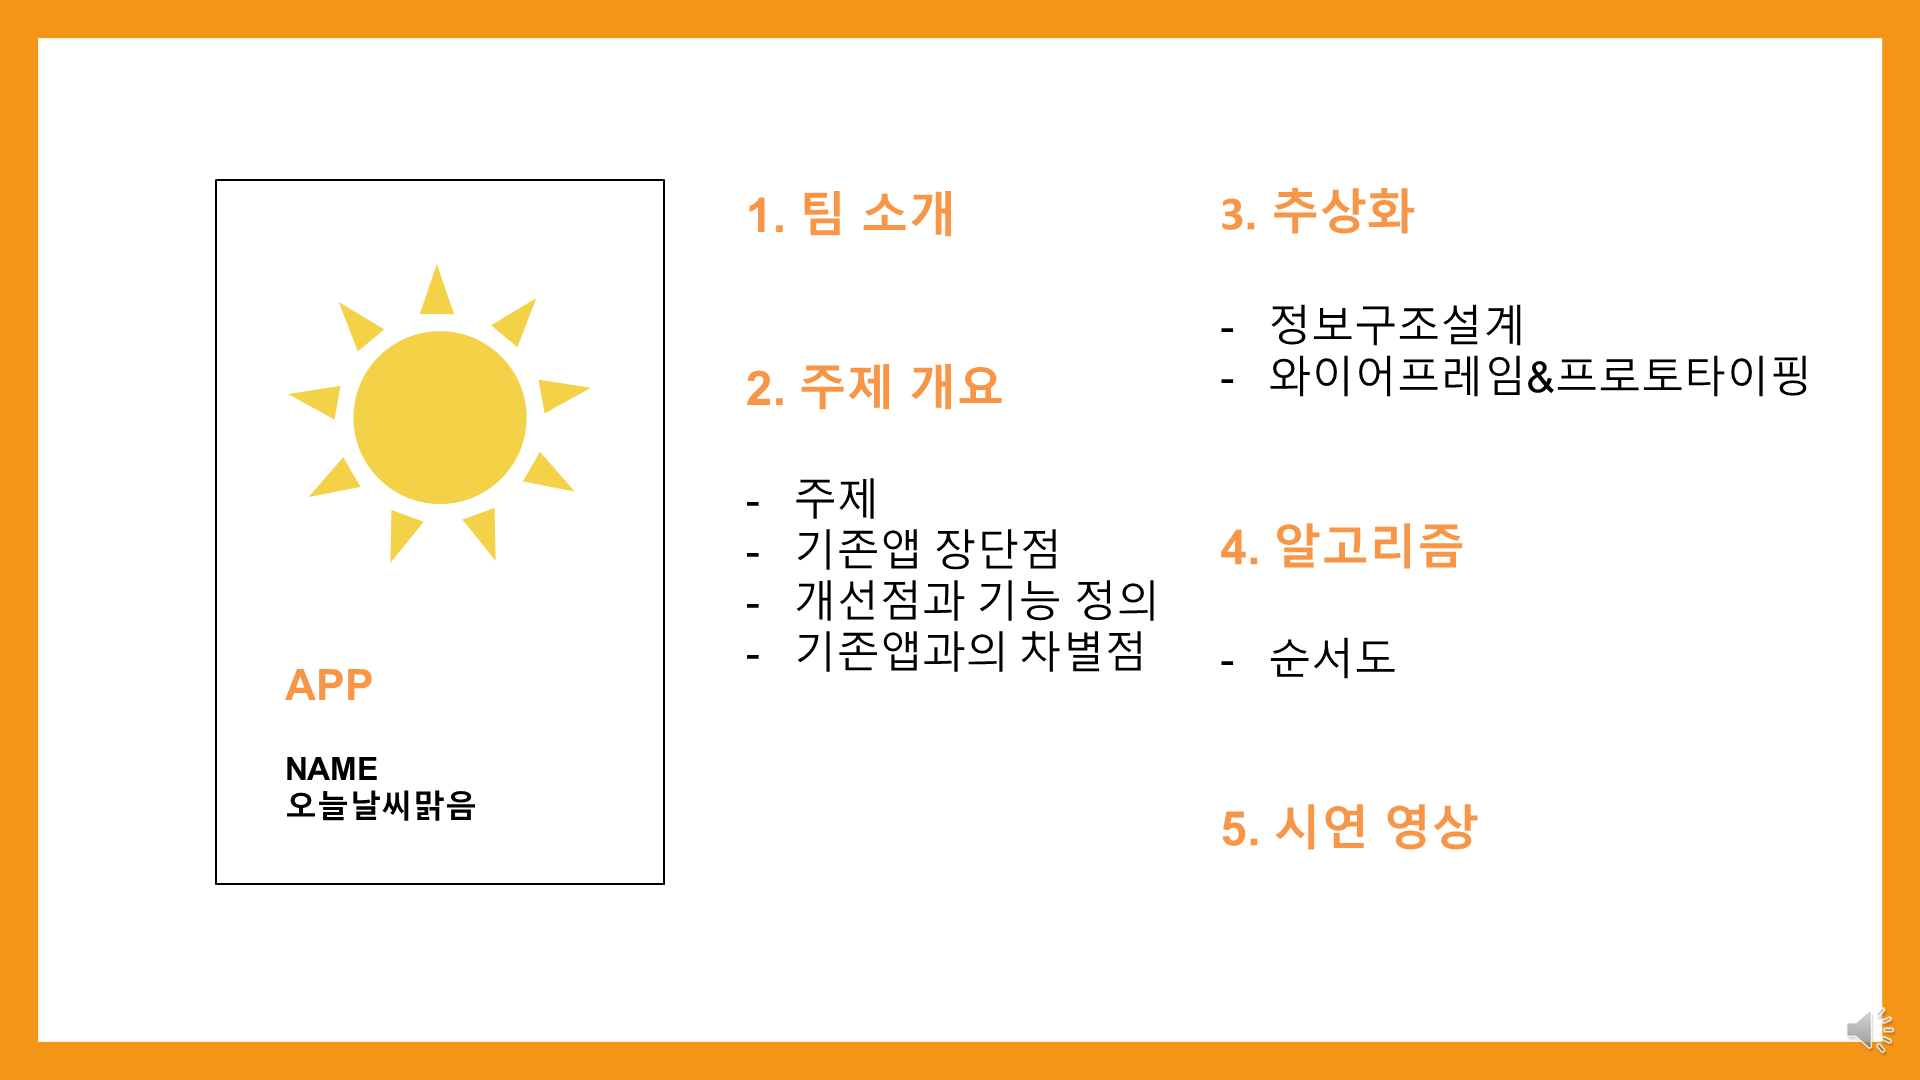 APP
NAME
오늘날씨맑음
1. 팀 소개
2. 주제 개요
- 주제
- 기존앱 장단점
- 개선점과 기능 정의
- 기존앱과의 차별점
3. 추상화
- 정보구조설계
- 와이어프레임&프로토타이핑
4. 알고리즘
- 순서도
5. 시연 영상